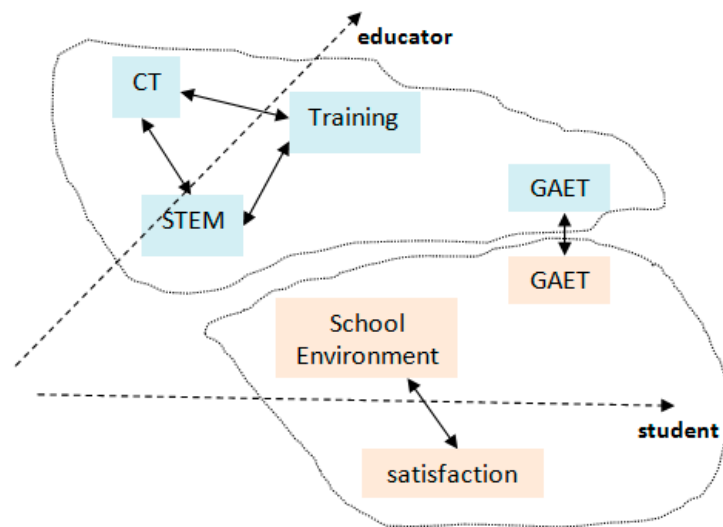 educator
CT
Training
STEM
GAET
GAET
School
Environment
student
satisfaction